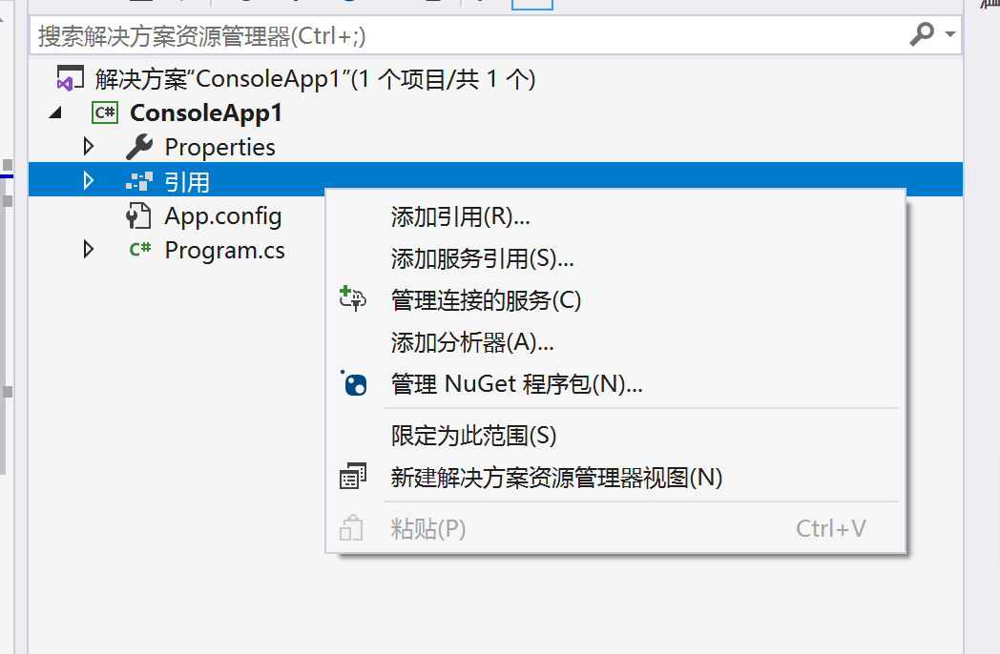 搜索解决方案资源管理器(Ctrl+;)
解决方案“ConsoleApp1”(1 个项目/共 1 个)
C# ConsoleApp1
Properties
引用
App.config
C# Program.cs
添加引用(R)...
添加服务引用(S)...
管理连接的服务(C)
添加分析器(A)...
管理 NuGet 程序包(N)...
限定为此范围(S)
新建解决方案资源管理器视图(N)
粘贴(P) Ctrl+V